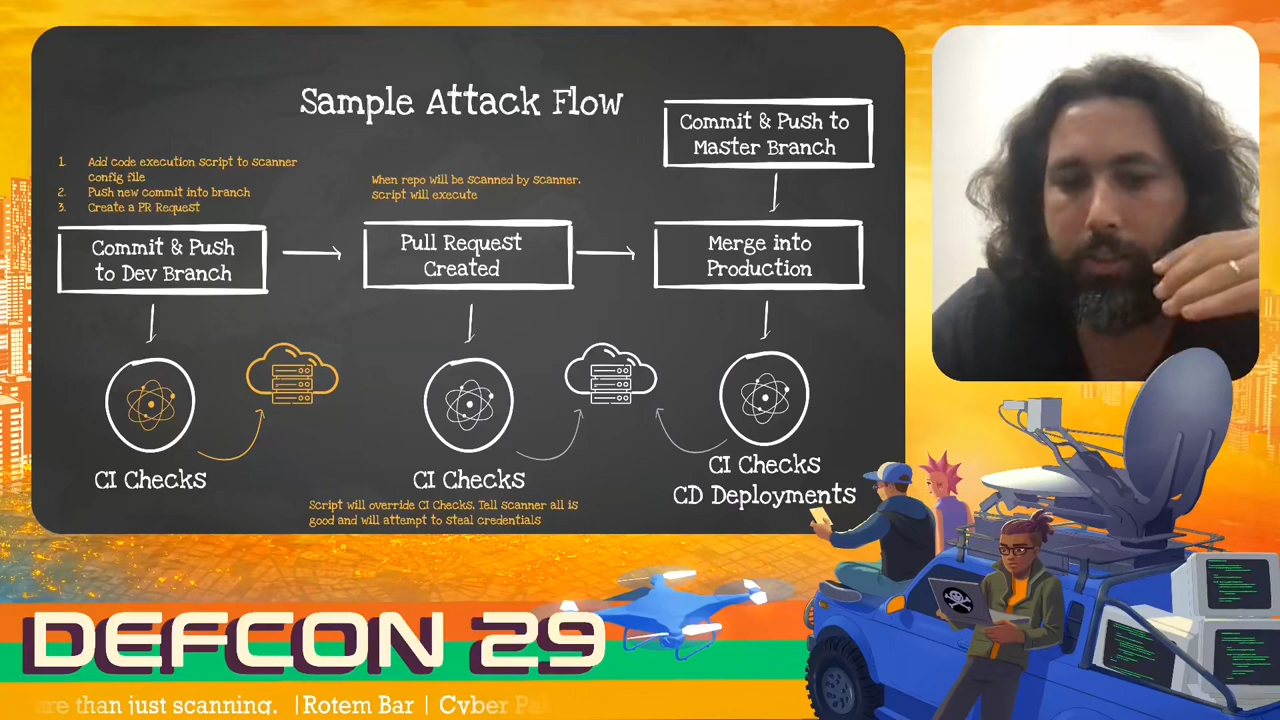 Sample Attack Flow
Commit & Push to
Master Branch
1. Add code execution script to scanner
config file
2. Push new commit into branch
3. Create a PR Request
When repo will be scanned by scanner,
script will execute
Commit & Push
to Dev Branch
Pull Request
Created
Merge into
Production
CI Checks
CI Checks
CI Checks
CD Deployments
Script will override CI Checks, Tell scanner all is
good and will attempt to steal credentials
DEFCON 29
than just scanning. |Rotem Bar | Cyber